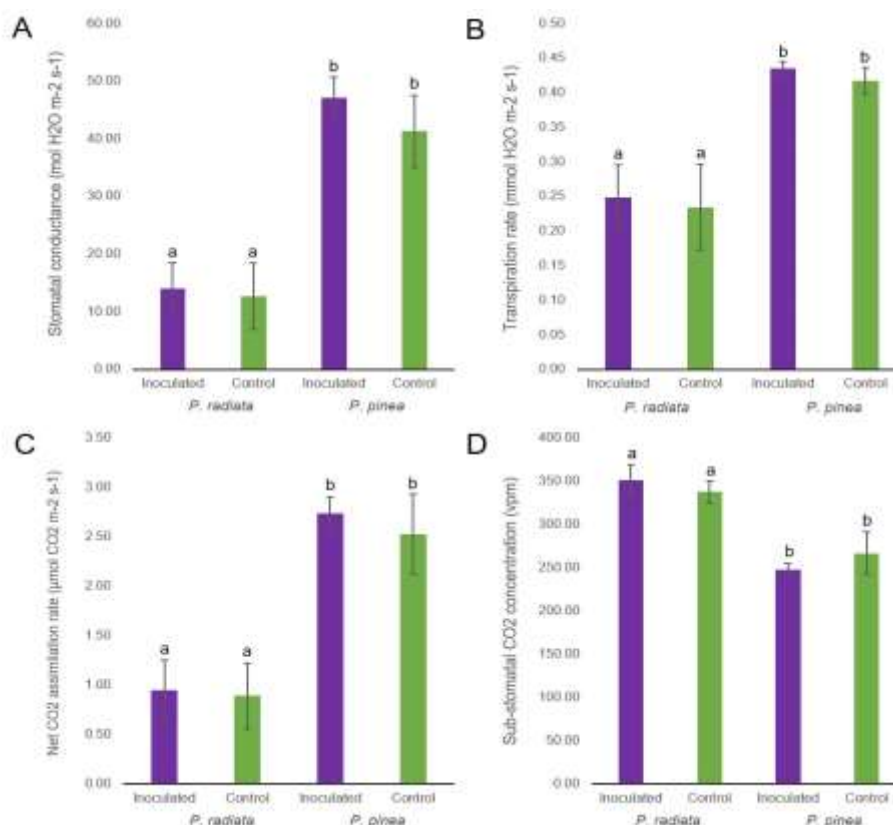 A
Stomatal conductance (mol H2O m-2 s-1)
60.00
50.00
40.00
30.00
20.00
10.00
0.00
a
a
b
b
Inoculated
Control
Inoculated
Control
P. radiata
P. pinea
B
Transpiration rate (mmol H2O m-2 s-1)
0.50
0.45
0.40
0.35
0.30
0.25
0.20
0.15
0.10
0.05
0.00
a
a
b
b
Inoculated
Control
Inoculated
Control
P. radiata
P. pinea
C
Net CO2 assimilation rate (µmol CO2 m-2 s-1)
3.50
3.00
2.50
2.00
1.50
1.00
0.50
0.00
a
a
b
b
Inoculated
Control
Inoculated
Control
P. radiata
P. pinea
D
Sub-stomatal CO2 concentration (vpm)
400.00
350.00
300.00
250.00
200.00
150.00
100.00
50.00
0.00
a
a
b
b
Inoculated
Control
Inoculated
Control
P. radiata
P. pinea